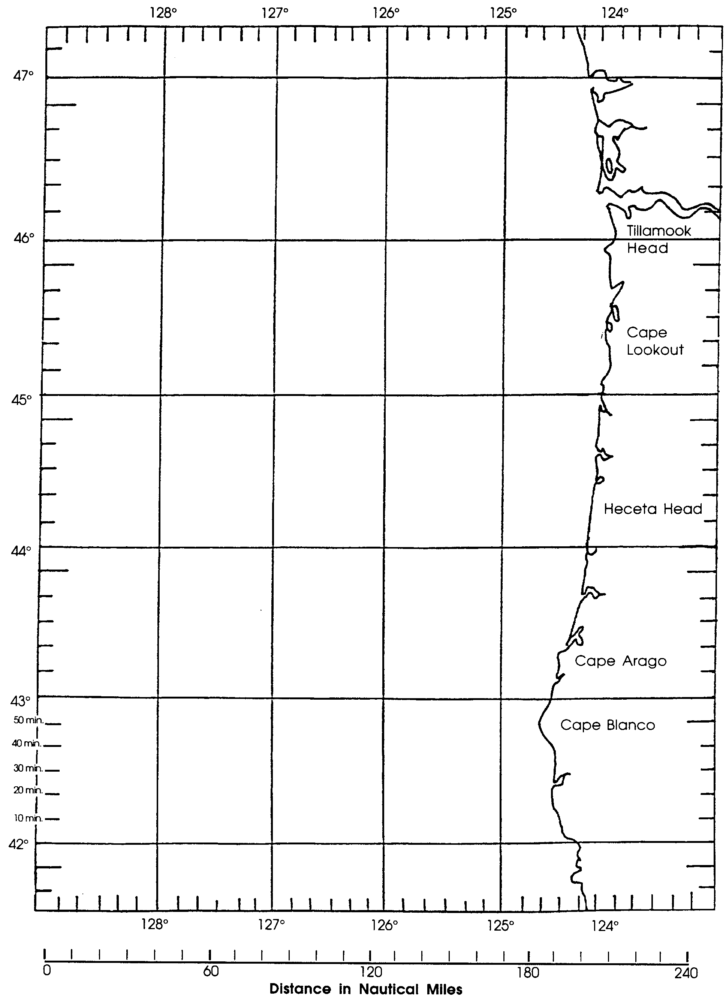 128° 127° 126° 125° 124°
47°
46°
Tillamook
Head
Cape
Lookout
45°
Heceta Head
44°
Cape Arago
43°
50 min.
Cape Blanco
40 min.
30 min.
20 min.
10 min.
42°
128° 127° 126° 125° 124°
0 60 120 180 240
Distance in Nautical Miles